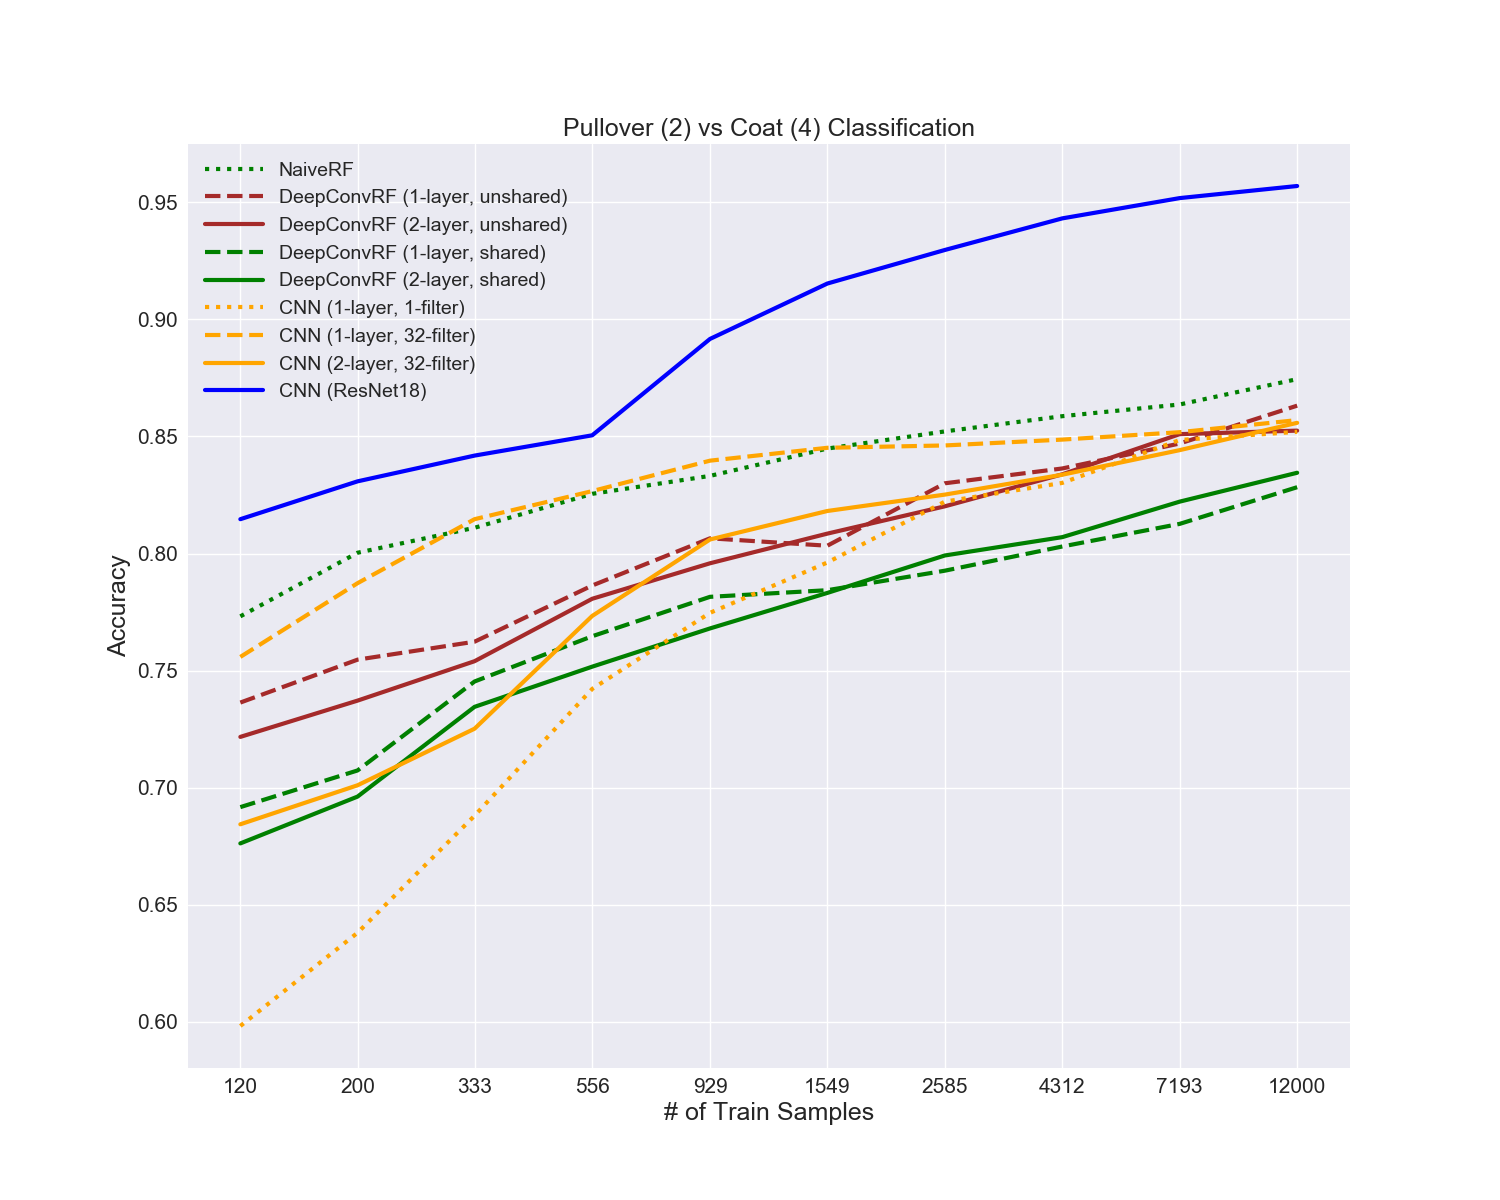 Pullover (2) vs Coat (4) Classification
NaiveRF
DeepConvRF (1-layer, unshared)
DeepConvRF (2-layer, unshared)
DeepConvRF (1-layer, shared)
DeepConvRF (2-layer, shared)
CNN (1-layer, 1-filter)
CNN (1-layer, 32-filter)
CNN (2-layer, 32-filter)
CNN (ResNet18)
0.95
0.90
0.85
0.80
0.75
0.70
0.65
0.60
Accuracy
120 200 333 556 929 1549 2585 4312 7193 12000
# of Train Samples